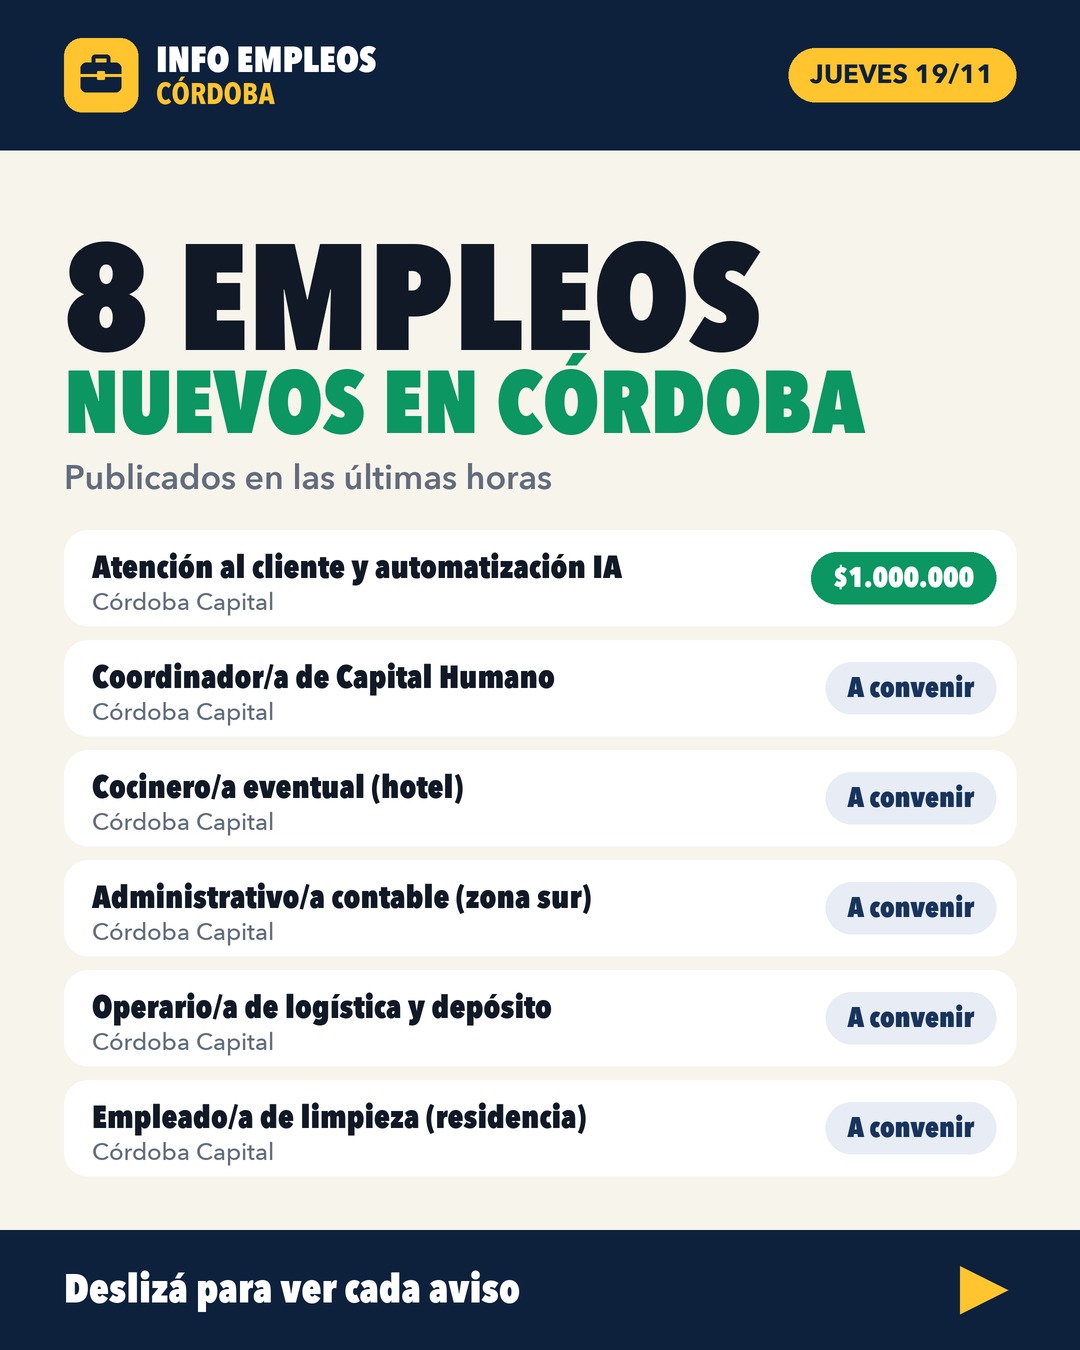 INFO EMPLEOS
CÓRDOBA
JUEVES 19/11
8 EMPLEOS
NUEVOS EN CÓRDOBA
Publicados en las últimas horas
Atención al cliente y automatización IA
Córdoba Capital
$1.000.000
Coordinador/a de Capital Humano
Córdoba Capital
A convenir
Cocinero/a eventual (hotel)
Córdoba Capital
A convenir
Administrativo/a contable (zona sur)
Córdoba Capital
A convenir
Operario/a de logística y depósito
Córdoba Capital
A convenir
Empleado/a de limpieza (residencia)
Córdoba Capital
A convenir
Deslizá para ver cada aviso